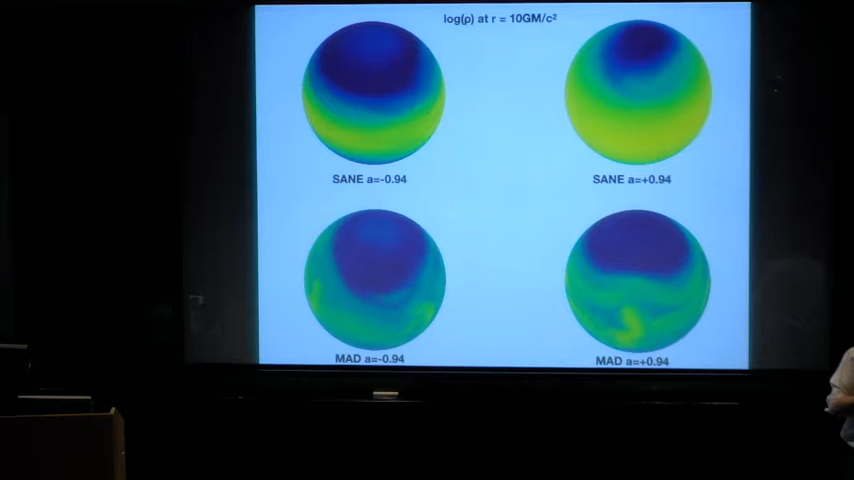 log(ρ) at r = 10GM/c²
SANE a=-0.94
SANE a=+0.94
MAD a=-0.94
MAD a=+0.94